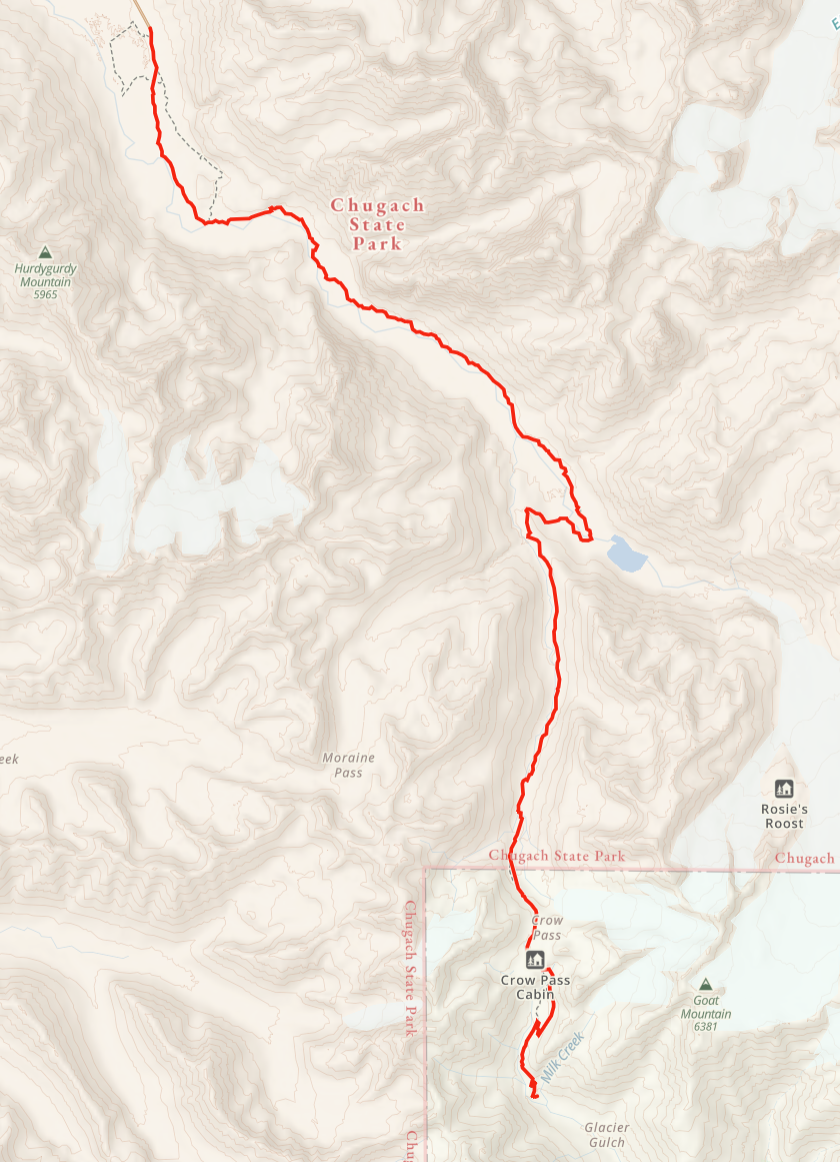 E
Chugach
State
Park
Hurdygurdy
Mountain
5965
Moraine
Pass
eek
Rosie's
Roost
Chugach State Park
Chugach
Chugach State Park
Crow
Pass
Crow Pass
Cabin
Goat
Mountain
6381
Milk Creek
Glacier
Gulch
Chug